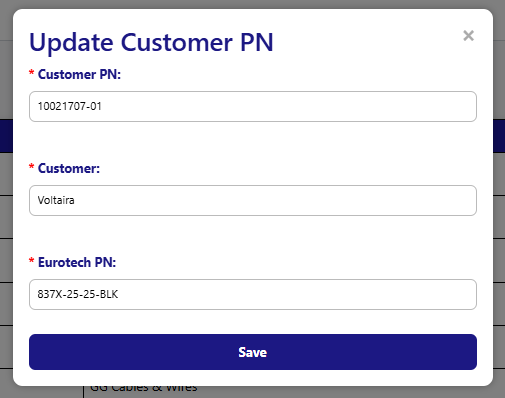 Update Customer PN
×
* Customer PN:
10021707-01
* Customer:
Voltaira
* Eurotech PN:
837X-25-25-BLK
Save
GG Cables & Wires